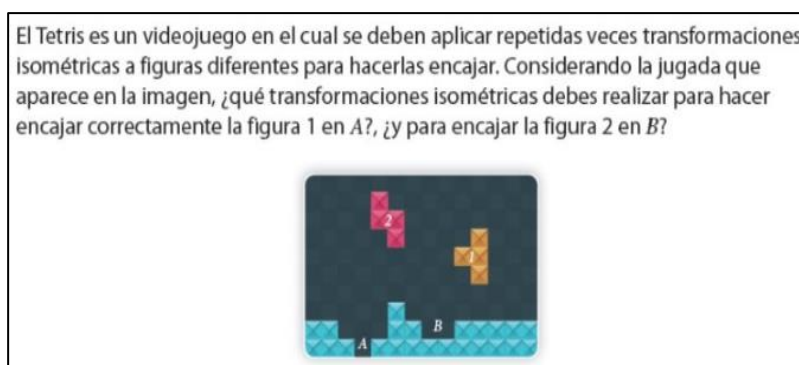 El Tetris es un videojuego en el cual se deben aplicar repetidas veces transformaciones
isométricas a figuras diferentes para hacerlas encajar. Considerando la jugada que
aparece en la imagen, ¿qué transformaciones isométricas debes realizar para hacer
encajar correctamente la figura 1 en A?, ¿y para encajar la figura 2 en B?
2
1
B
A